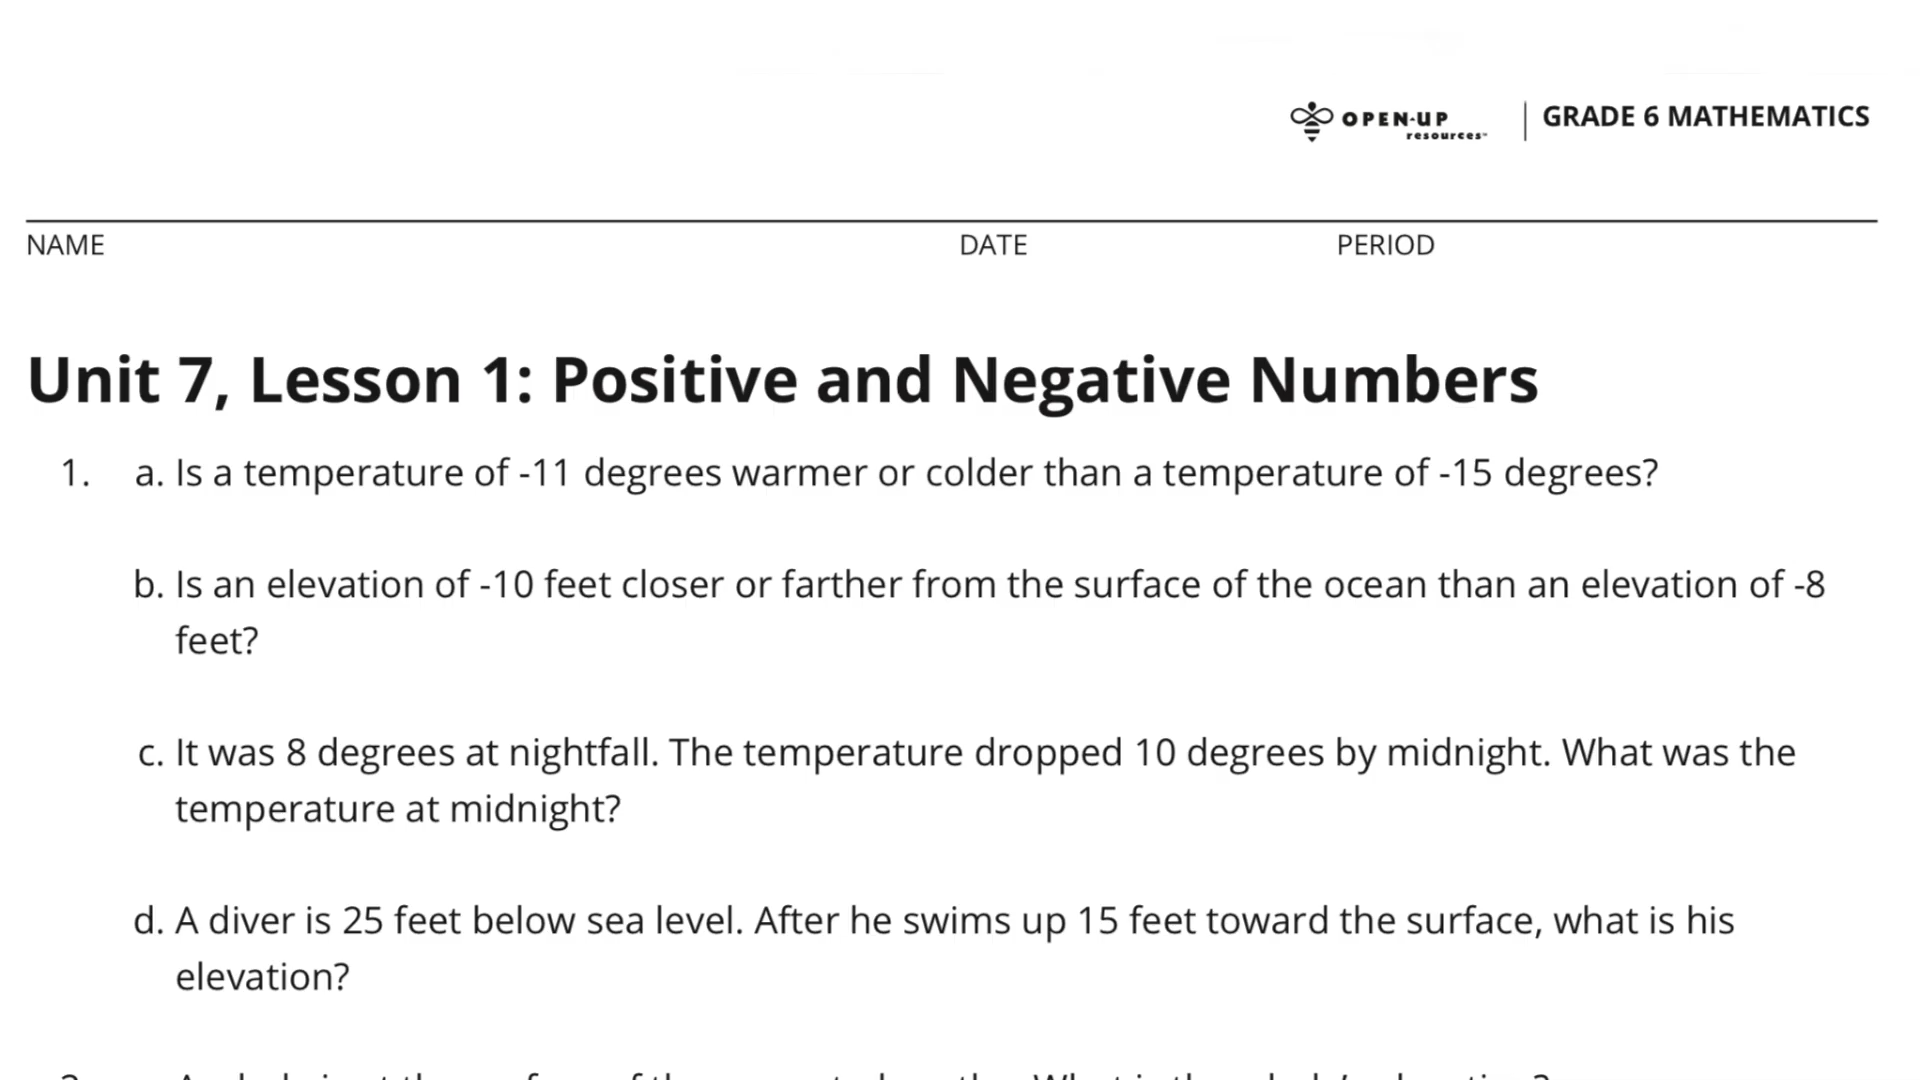 OPEN-UP
resources™
GRADE 6 MATHEMATICS
NAME DATE PERIOD
Unit 7, Lesson 1: Positive and Negative Numbers
1. a. Is a temperature of -11 degrees warmer or colder than a temperature of -15 degrees?
b. Is an elevation of -10 feet closer or farther from the surface of the ocean than an elevation of -8
feet?
c. It was 8 degrees at nightfall. The temperature dropped 10 degrees by midnight. What was the
temperature at midnight?
d. A diver is 25 feet below sea level. After he swims up 15 feet toward the surface, what is his
elevation?